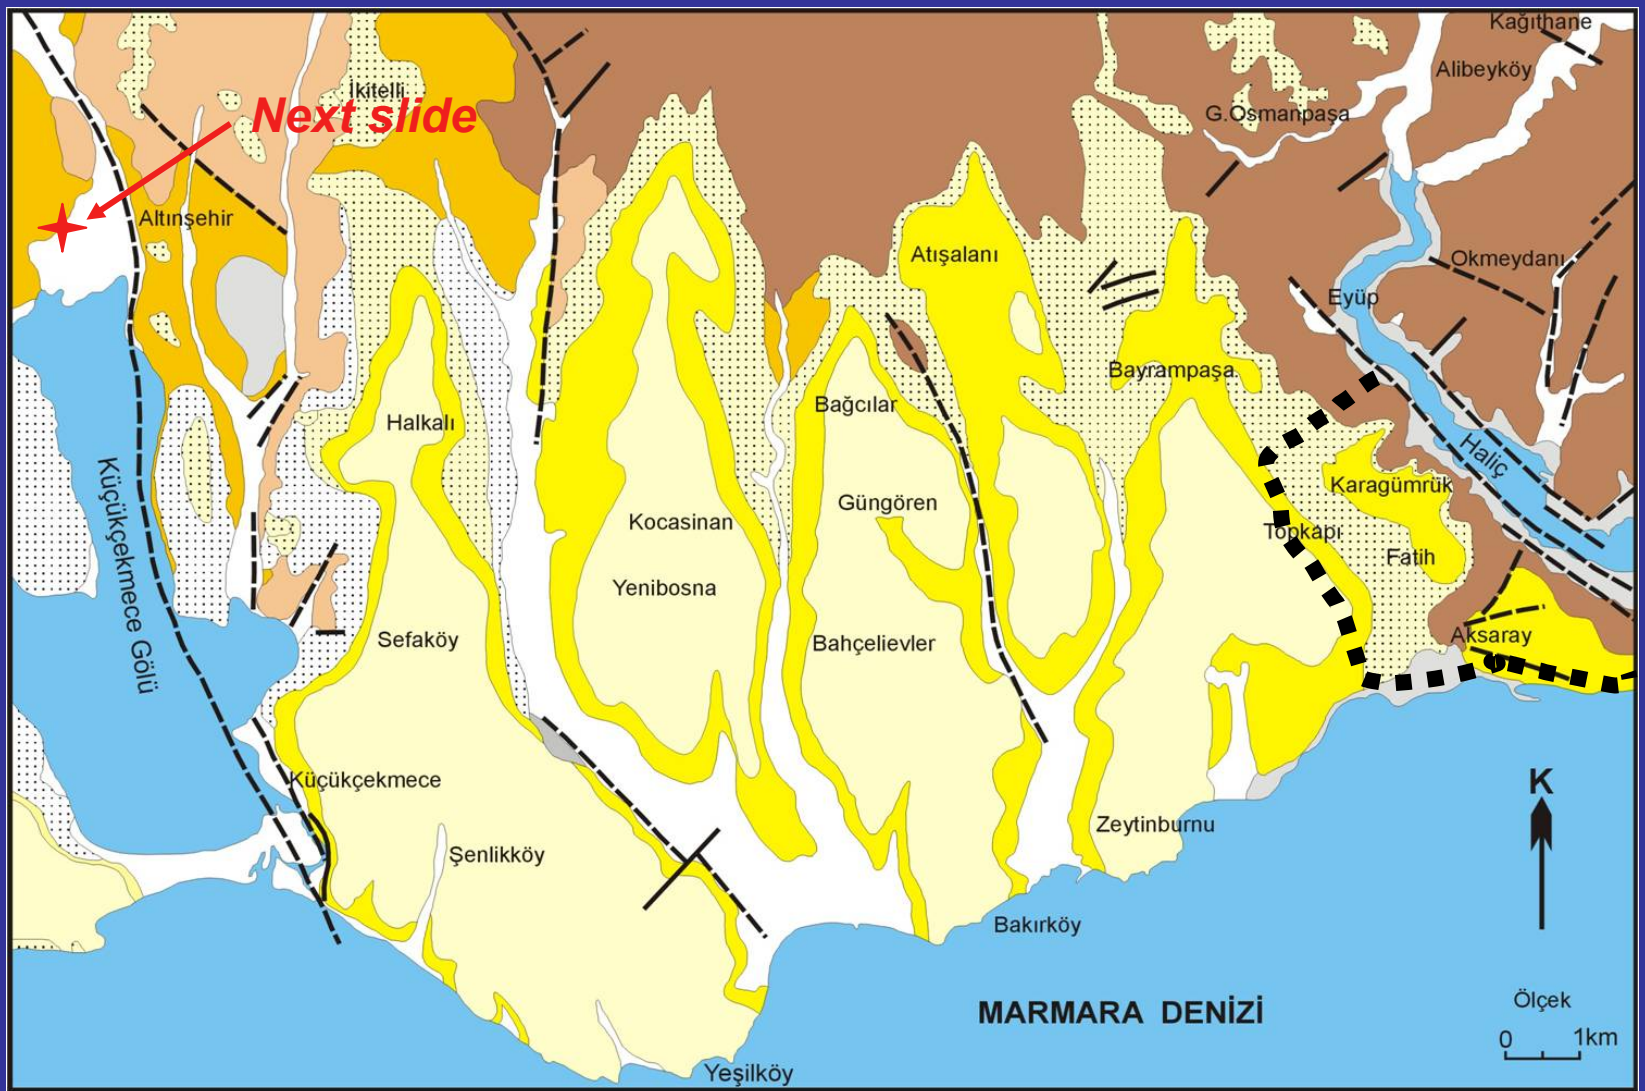 Kağıthane
Alibeyköy
İkitelli
Next slide
G.Osmanpaşa
Altınşehir
Atışalanı
Okmeydanı
Eyüp
Bayrampaşa
Bağcılar
Halkalı
Haliç
Karagümrük
Güngören
Kocasinan
Topkapı
Fatih
Küçükçekmece Gölü
Yenibosna
Aksaray
Sefaköy
Bahçelievler
K
Küçükçekmece
Zeytinburnu
Şenlikköy
Bakırköy
MARMARA DENİZİ
Ölçek
0 1km
Yeşilköy